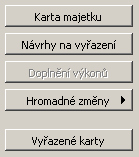 Karta majetku
Návrhy na vyřazení
Doplnění výkonů
Hromadné změny
Vyřazené karty